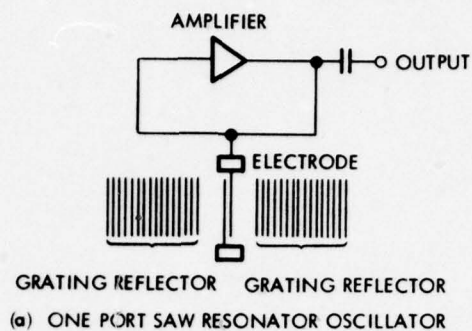 AMPLIFIER
OUTPUT
ELECTRODE
GRATING REFLECTOR GRATING REFLECTOR
(a) ONE PORT SAW RESONATOR OSCILLATOR